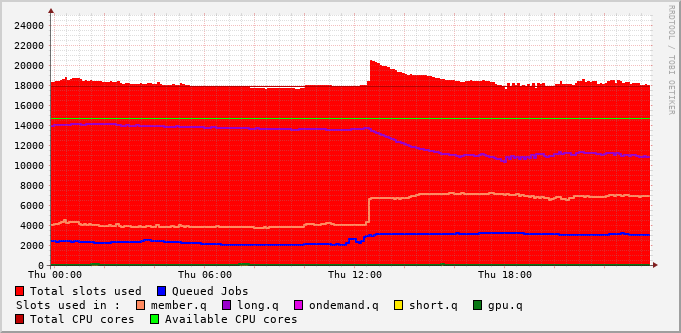 24000
22000
20000
18000
16000
14000
12000
10000
8000
6000
4000
2000
0
Thu 00:00 Thu 06:00 Thu 12:00 Thu 18:00
RRDTOOL / TOBI OETIKER
Total slots used Queued Jobs
Slots used in : member.q long.q ondemand.q short.q gpu.q
Total CPU cores Available CPU cores